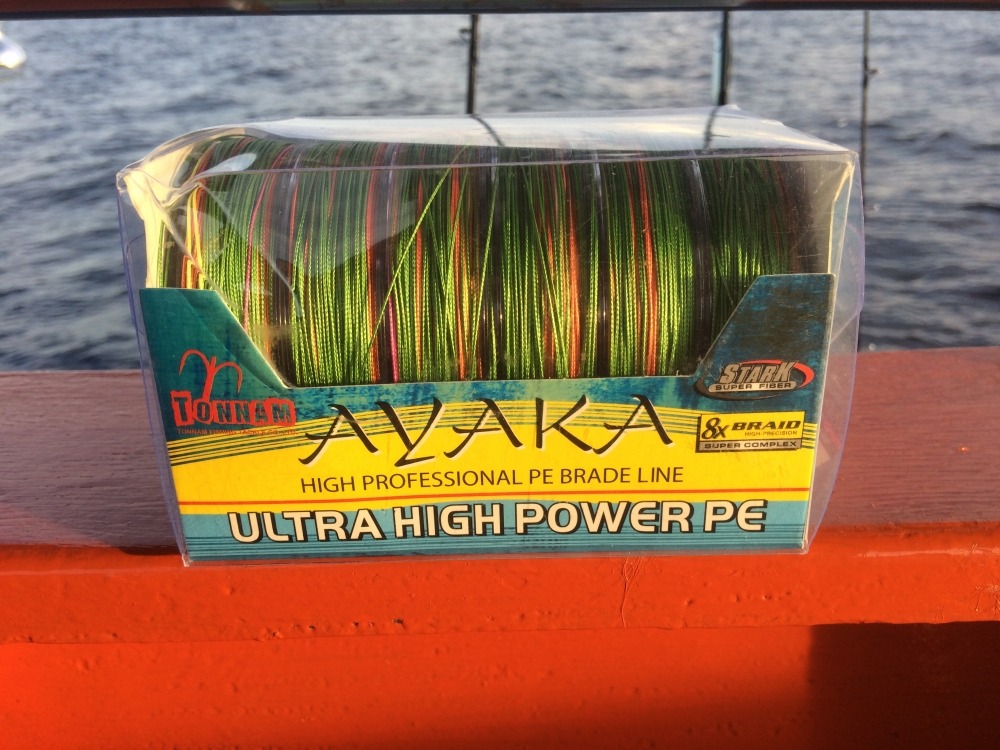 TONNAM
STARK
SUPER FIBER
AYAKA
8X BRAID
HIGH-PRECISION
SUPER COMPLEX
HIGH PROFESSIONAL PE BRADE LINE
ULTRA HIGH POWER PE